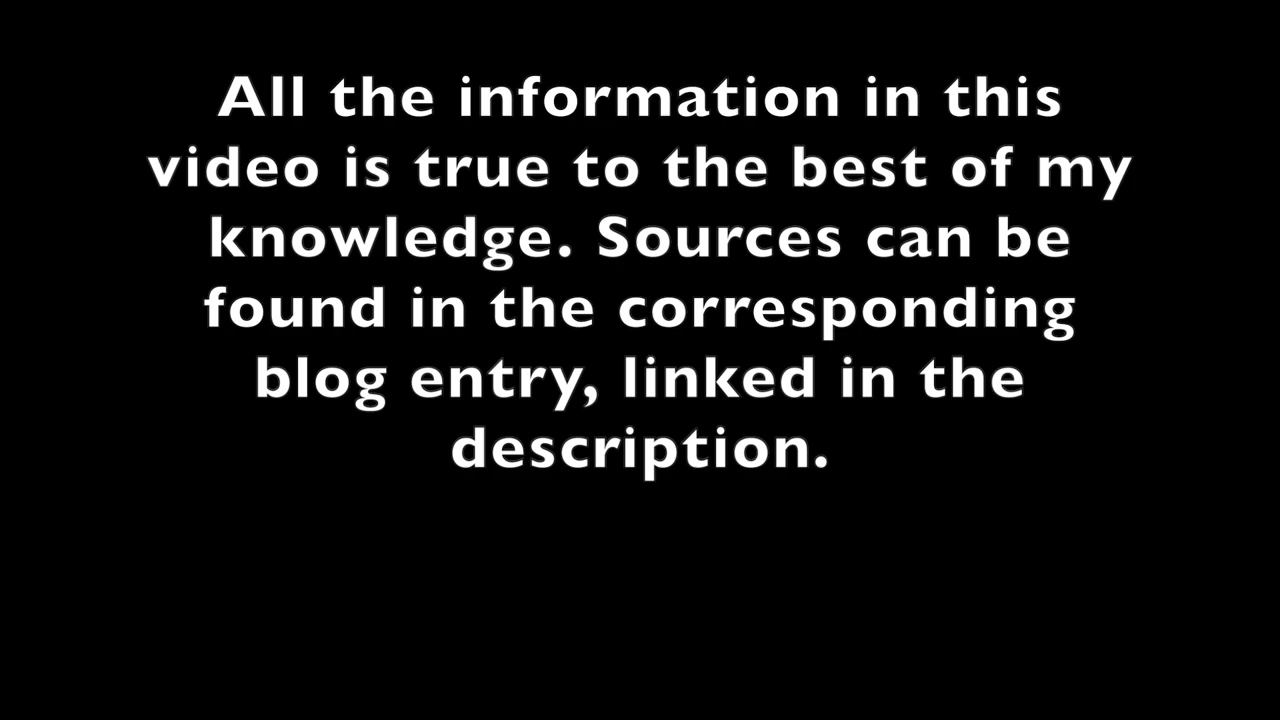 All the information in this
video is true to the best of my
knowledge. Sources can be
found in the corresponding
blog entry, linked in the
description.